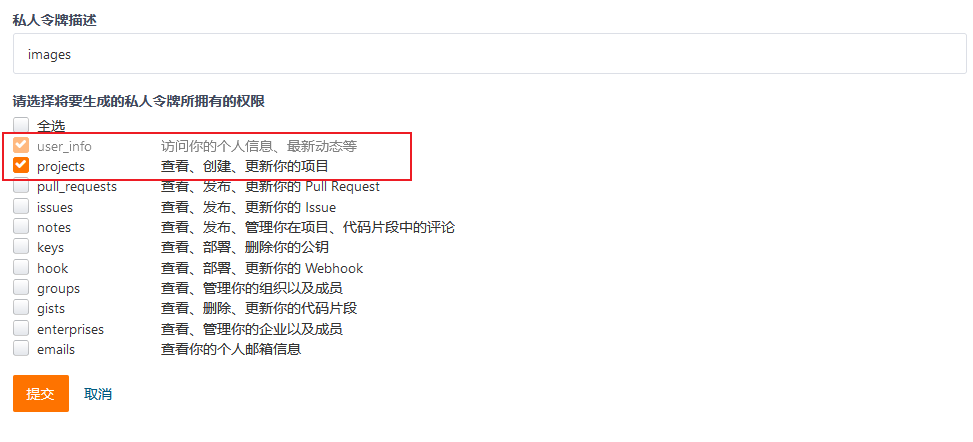 私人令牌描述
images
请选择将要生成的私人令牌所拥有的权限
全选
user_info 访问你的个人信息、最新动态等
projects 查看、创建、更新你的项目
pull_requests 查看、发布、更新你的 Pull Request
issues 查看、发布、更新你的 Issue
notes 查看、发布、管理你在项目、代码片段中的评论
keys 查看、部署、删除你的公钥
hook 查看、部署、更新你的 Webhook
groups 查看、管理你的组织以及成员
gists 查看、删除、更新你的代码片段
enterprises 查看、管理你的企业以及成员
emails 查看你的个人邮箱信息
提交 取消